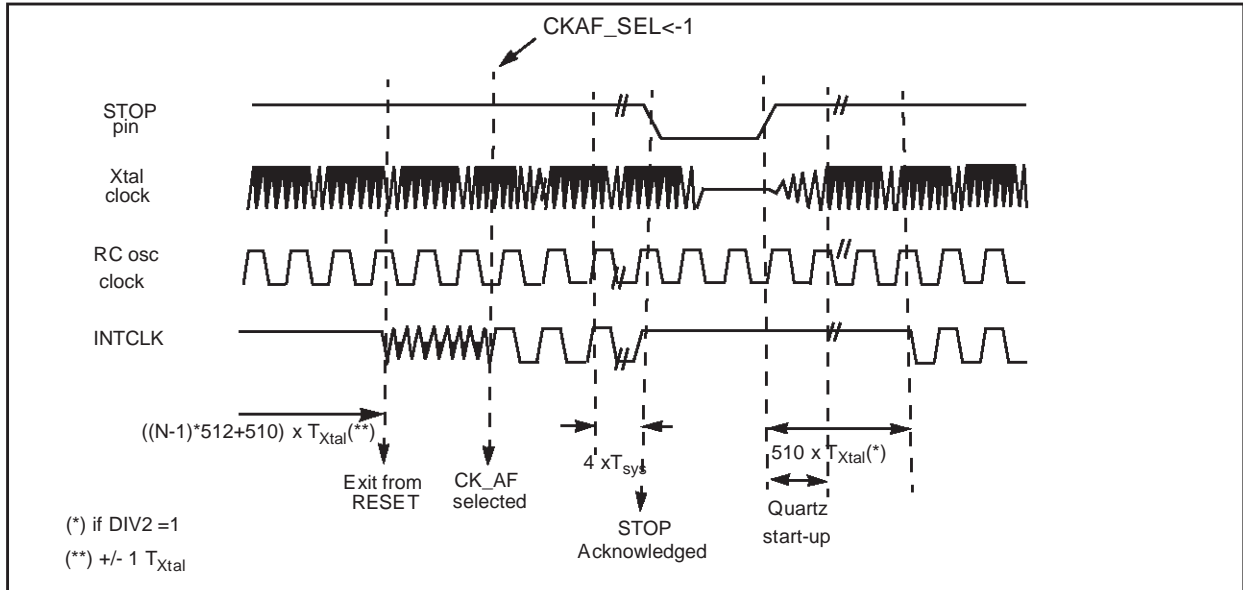 CKAF_SEL<-1
STOP
pin
Xtal
clock
RC osc
clock
INTCLK
((N-1)*512+510) x TXtal(**)
4 xTsys
510 x TXtal(*)
Exit from
RESET
CK_AF
selected
Quartz
start-up
STOP
Acknowledged
(*) if DIV2 =1
(**) +/- 1 TXtal